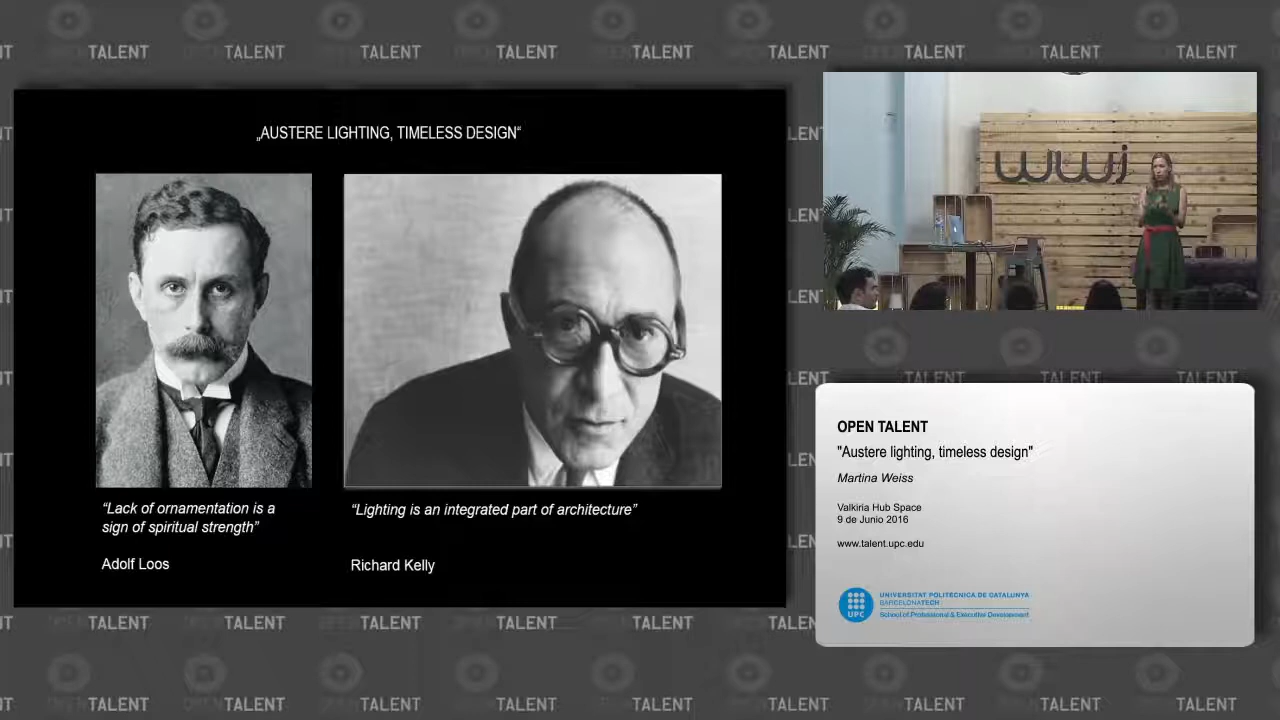 „AUSTERE LIGHTING, TIMELESS DESIGN“
“Lack of ornamentation is a
sign of spiritual strength”
Adolf Loos
“Lighting is an integrated part of architecture”
Richard Kelly
wwj
OPEN TALENT
"Austere lighting, timeless design"
Martina Weiss
Valkiria Hub Space
9 de Junio 2016
www.talent.upc.edu
UPC
UNIVERSITAT POLITÈCNICA DE CATALUNYA
BARCELONATECH
School of Professional & Executive Development